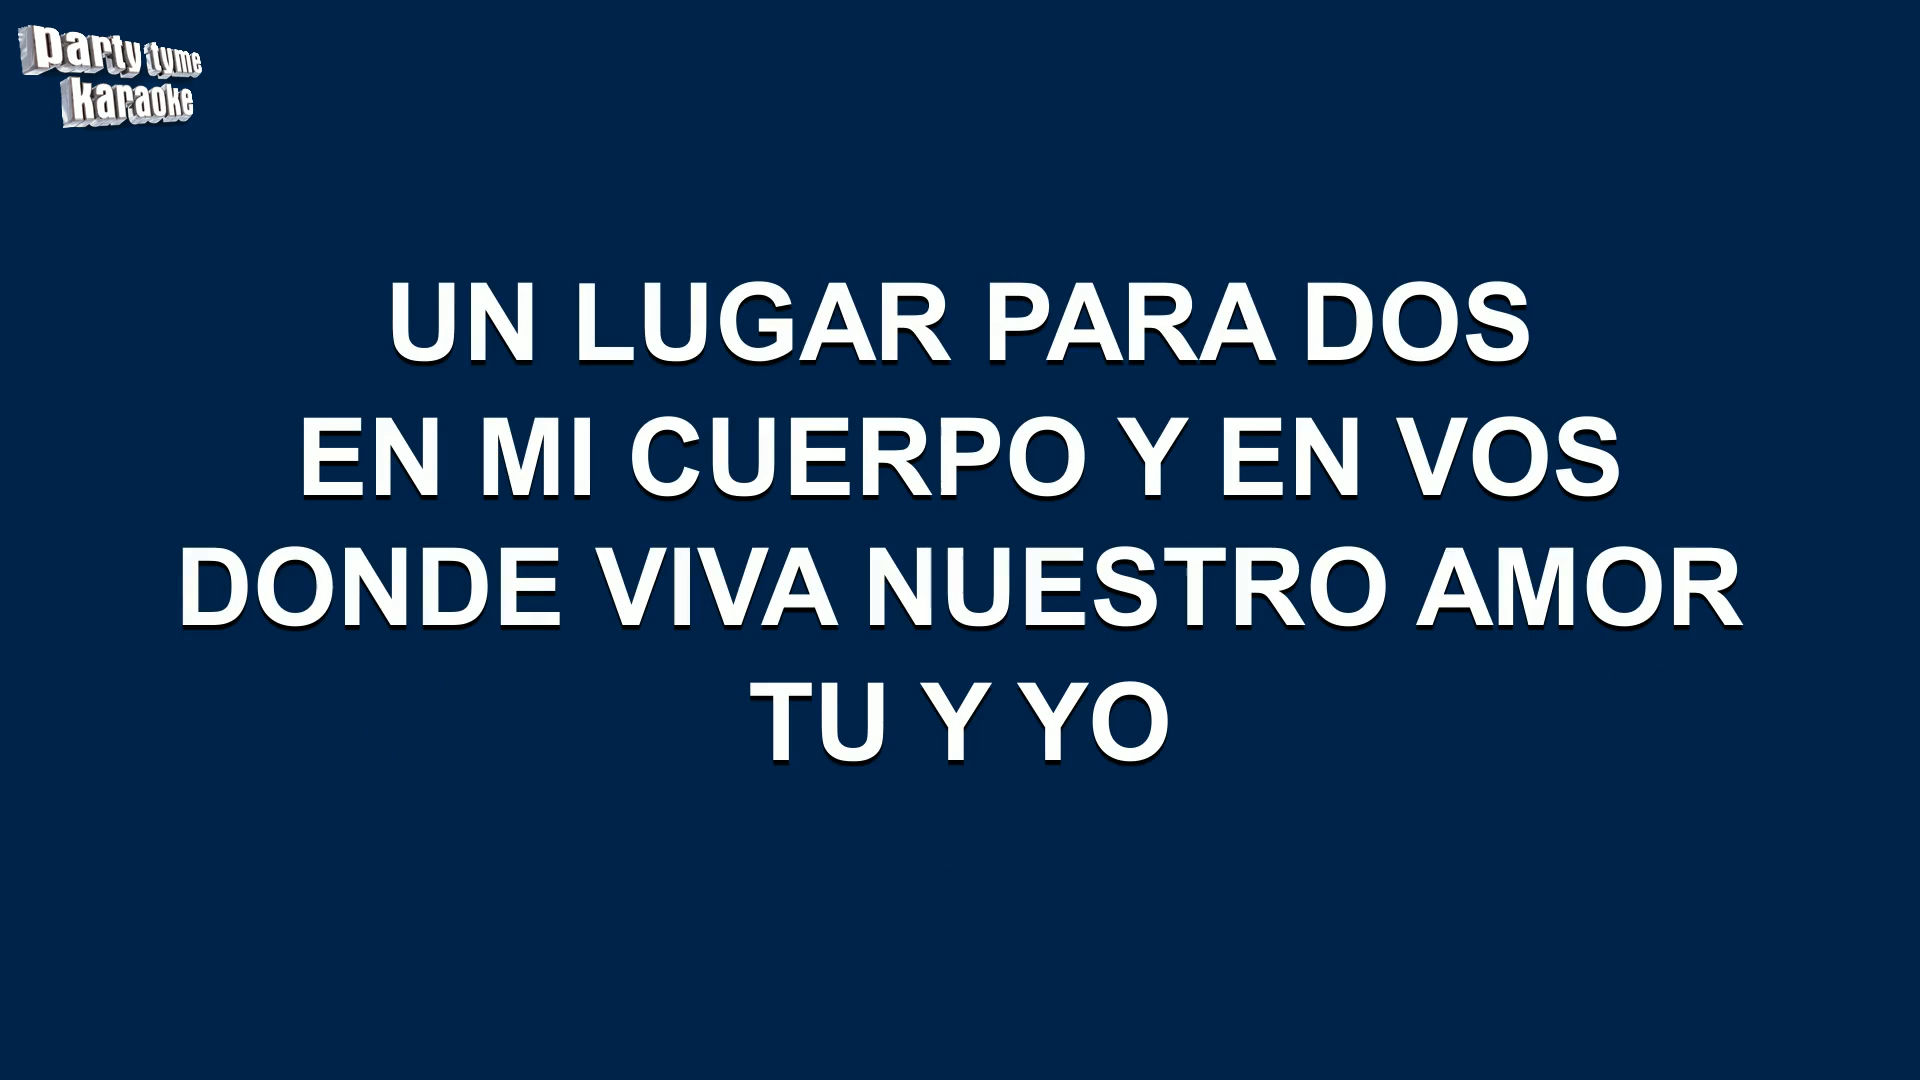 party tyme
karaoke
UN LUGAR PARA DOS
EN MI CUERPO Y EN VOS
DONDE VIVA NUESTRO AMOR
TU Y YO